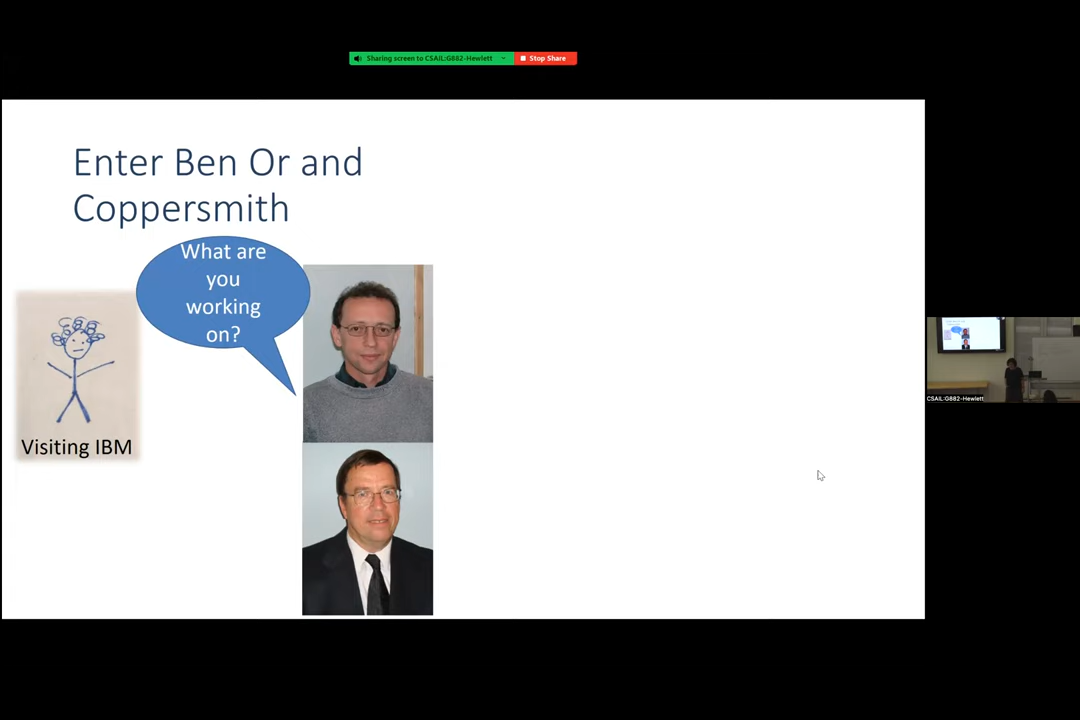 Sharing screen to CSAIL:G882-Hewlett
Stop Share
Enter Ben Or and
Coppersmith
What are
you
working
on?
Visiting IBM
CSAIL:G882-Hewlett